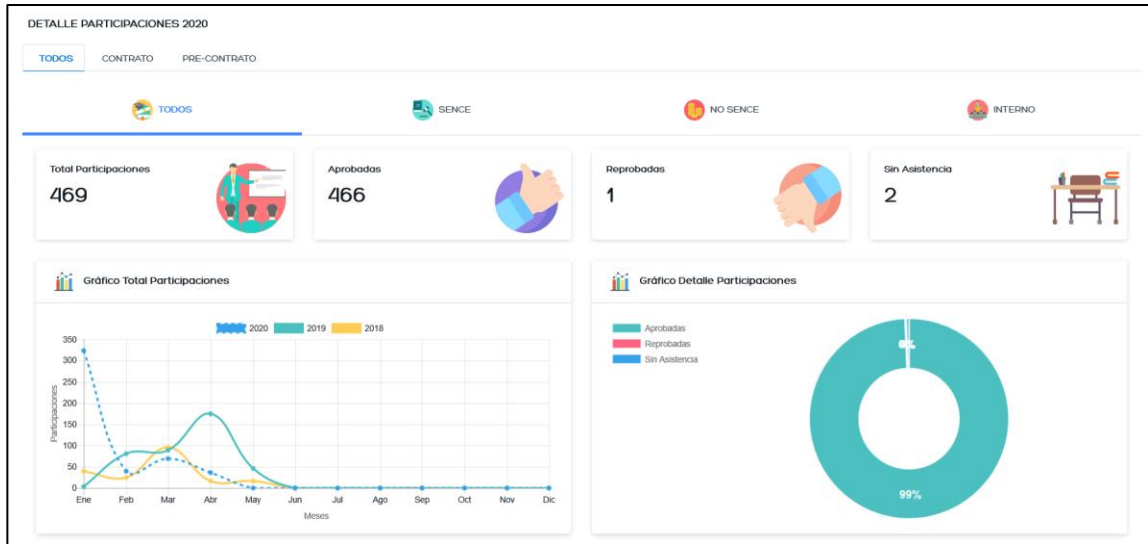 DETALLE PARTICIPACIONES 2020
TODOS CONTRATO PRE-CONTRATO
TODOS SENCE NO SENCE INTERNO
Total Participaciones
469
Aprobadas
466
Reprobadas
1
Sin Asistencia
2
Gráfico Total Participaciones
2020 2019 2018
350
300
250
200
150
100
50
0
Participaciones
Ene Feb Mar Abr May Jun Jul Ago Sep Oct Nov Dic
Meses
Gráfico Detalle Participaciones
Aprobadas
Reprobadas
Sin Asistencia
99%